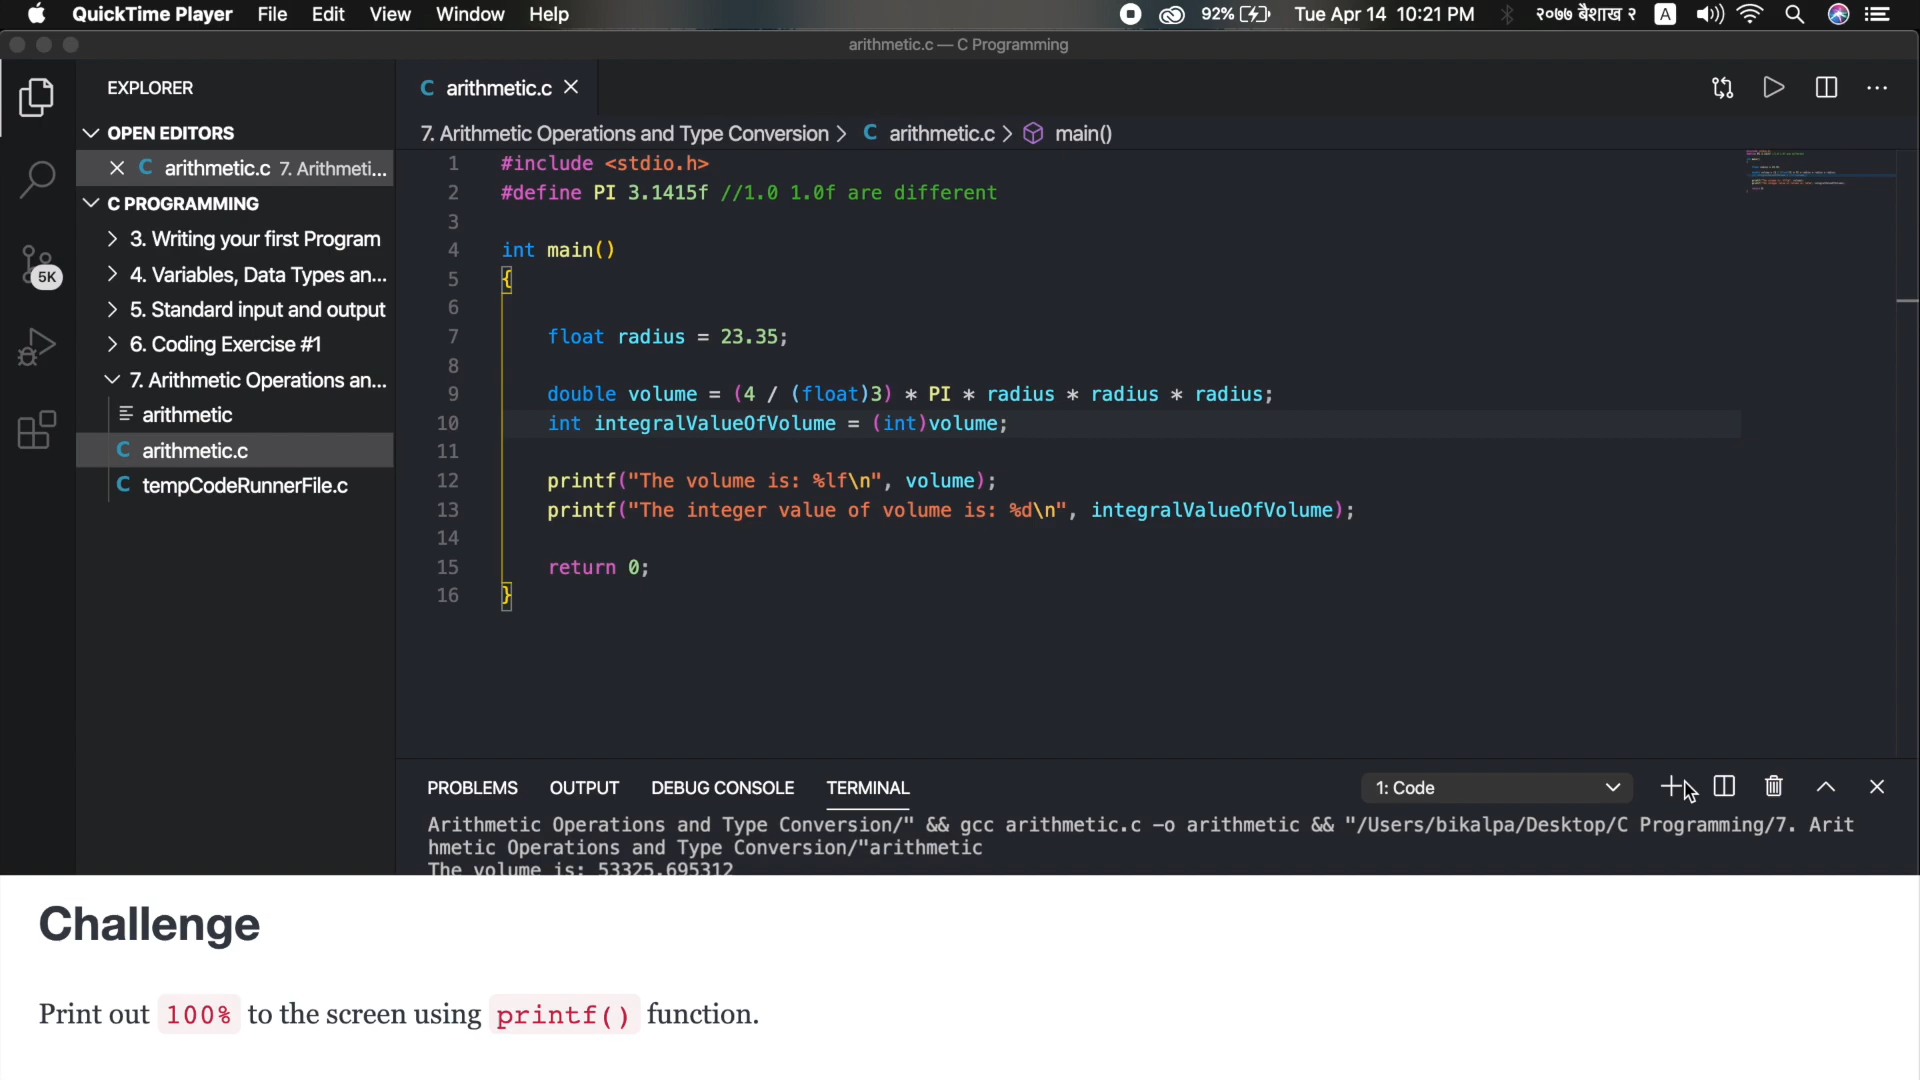 QuickTime Player File Edit View Window Help 92% Tue Apr 14 10:21 PM २०७७ बैशाख २ A
arithmetic.c — C Programming
EXPLORER
OPEN EDITORS
arithmetic.c 7. Arithmeti...
C PROGRAMMING
3. Writing your first Program
4. Variables, Data Types an...
5. Standard input and output
6. Coding Exercise #1
7. Arithmetic Operations an...
arithmetic
C arithmetic.c
C tempCodeRunnerFile.c
5K
C arithmetic.c
7. Arithmetic Operations and Type Conversion > C arithmetic.c > main()
1 #include <stdio.h>
2 #define PI 3.1415f //1.0 1.0f are different
3
4 int main()
5 {
6
7 float radius = 23.35;
8
9 double volume = (4 / (float)3) * PI * radius * radius * radius;
10 int integralValueOfVolume = (int)volume;
11
12 printf("The volume is: %lf\n", volume);
13 printf("The integer value of volume is: %d\n", integralValueOfVolume);
14
15 return 0;
16 }
PROBLEMS OUTPUT DEBUG CONSOLE TERMINAL 1: Code
Arithmetic Operations and Type Conversion/" && gcc arithmetic.c -o arithmetic && "/Users/bikalpa/Desktop/C Programming/7. Arit
hmetic Operations and Type Conversion/"arithmetic
The volume is: 53325.695312
Challenge
Print out 100% to the screen using printf() function.